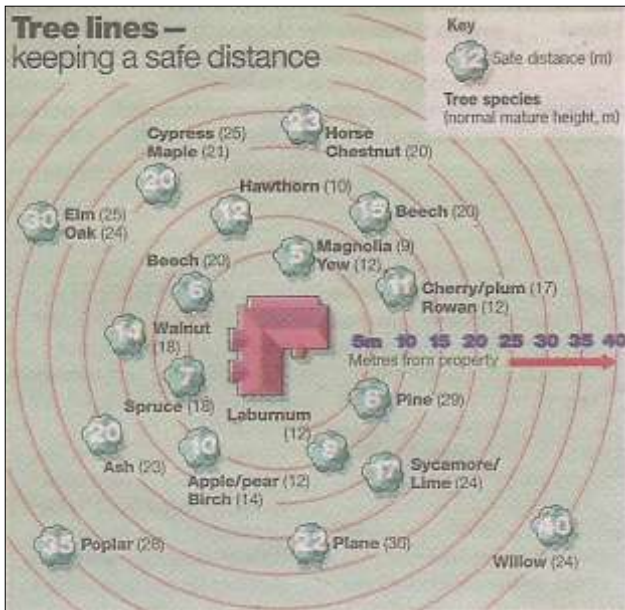 Tree lines –
keeping a safe distance
Key
12 Safe distance (m)
Tree species
(normal mature height, m)
23 Horse
Chestnut (20)
Cypress (25)
Maple (21)
20
Hawthorn (10)
12
15 Beech (20)
30 Elm (25)
Oak (24)
Magnolia (9)
5 Yew (12)
Beech (20)
6
11 Cherry/plum (17)
Rowan (12)
14 Walnut
(18)
5m 10 15 20 25 30 35 40
Metres from property
7
Spruce (18)
Laburnum
(12)
6 Pine (29)
20
Ash (23)
10
Apple/pear (12)
Birch (14)
9
17 Sycamore/
Lime (24)
35 Poplar (28)
22 Plane (30)
40
Willow (24)